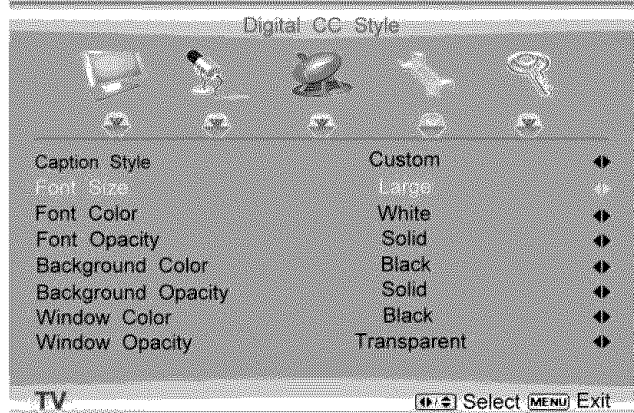 Digital CC Style
Caption Style Custom
Font Size Large
Font Color White
Font Opacity Solid
Background Color Black
Background Opacity Solid
Window Color Black
Window Opacity Transparent
TV Select MENU Exit